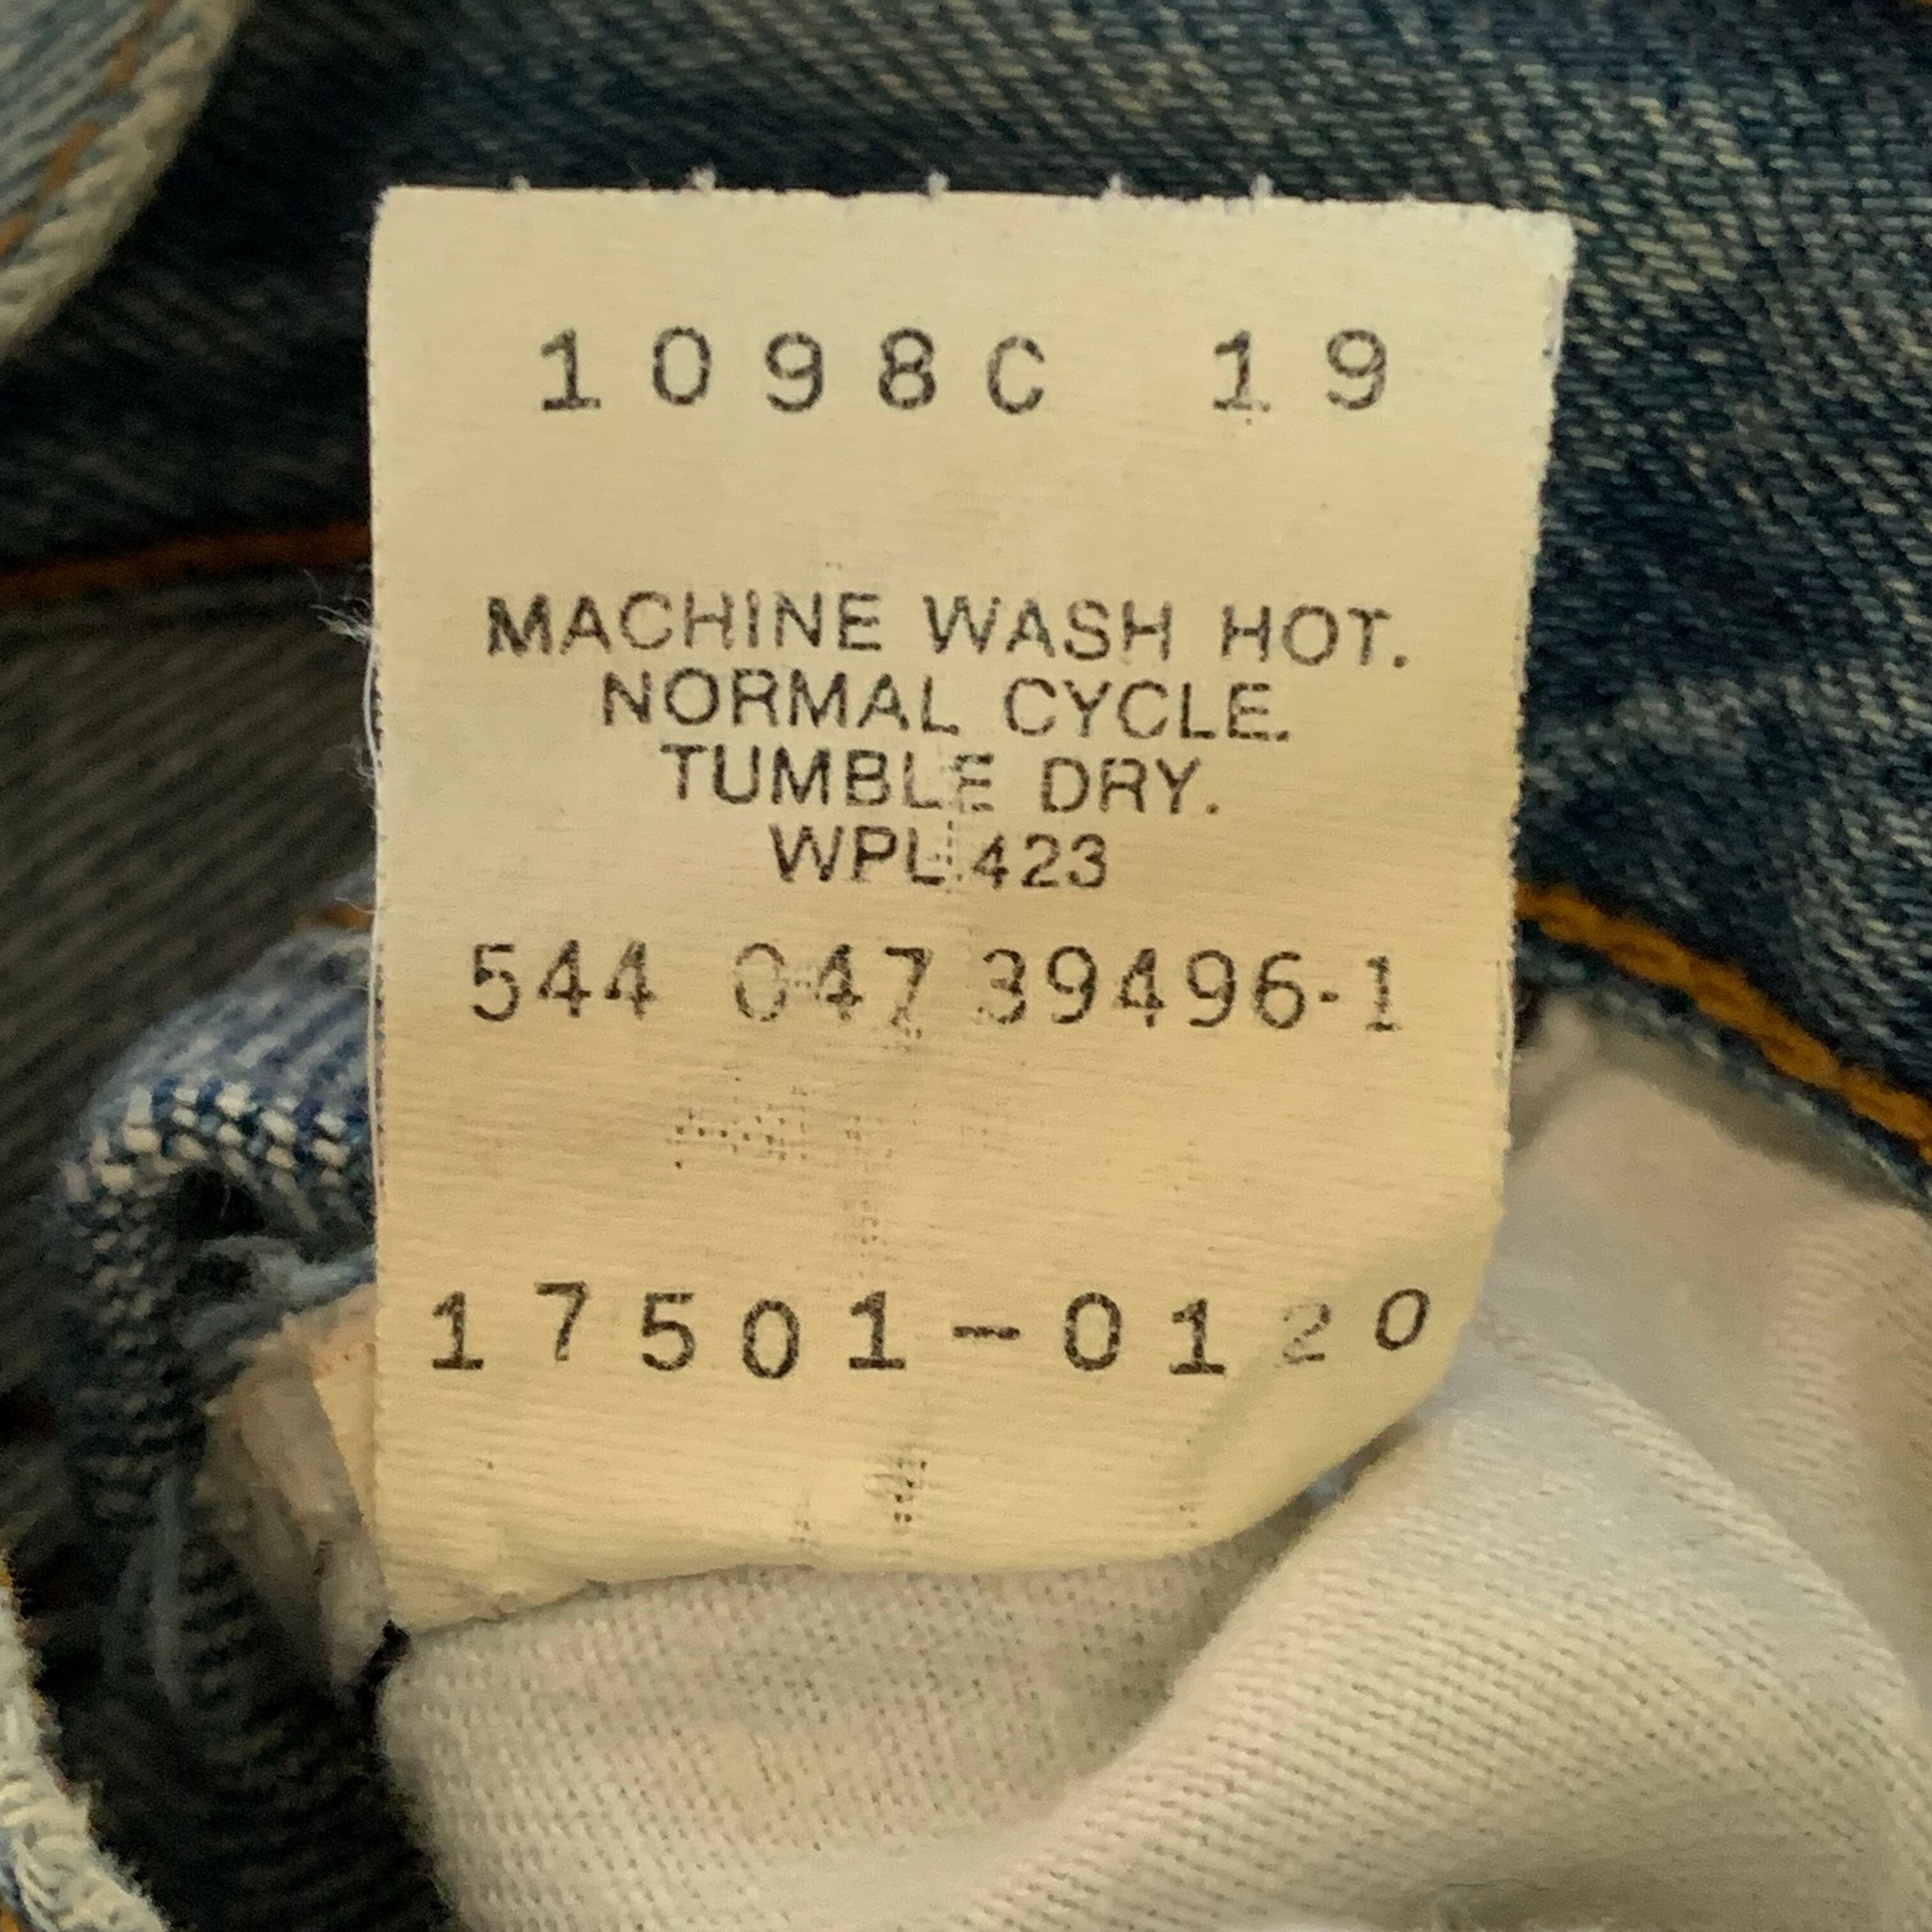 1098C 19
MACHINE WASH HOT.
NORMAL CYCLE.
TUMBLE DRY.
WPL 423
544 047 39496-1
17501-0120